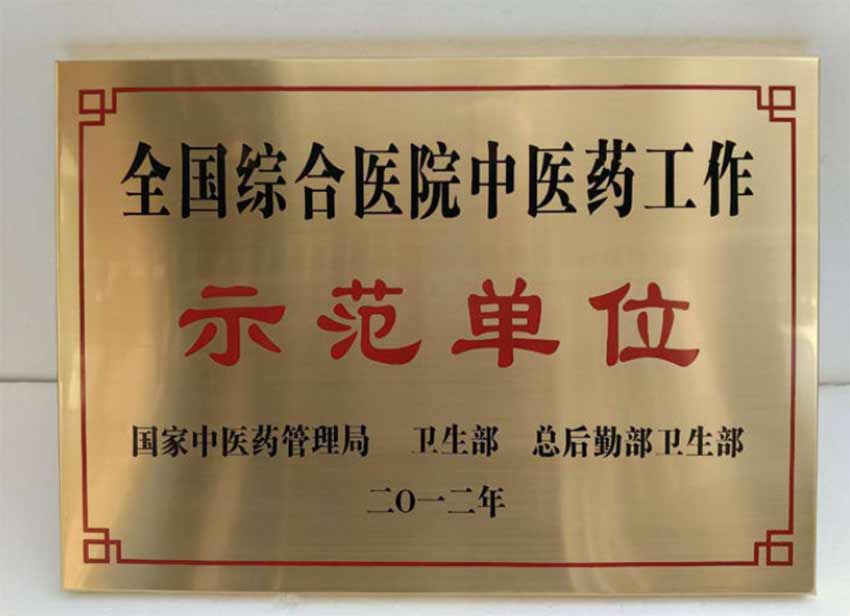 全国综合医院中医药工作
示范单位
国家中医药管理局 卫生部 总后勤部卫生部
二〇一二年